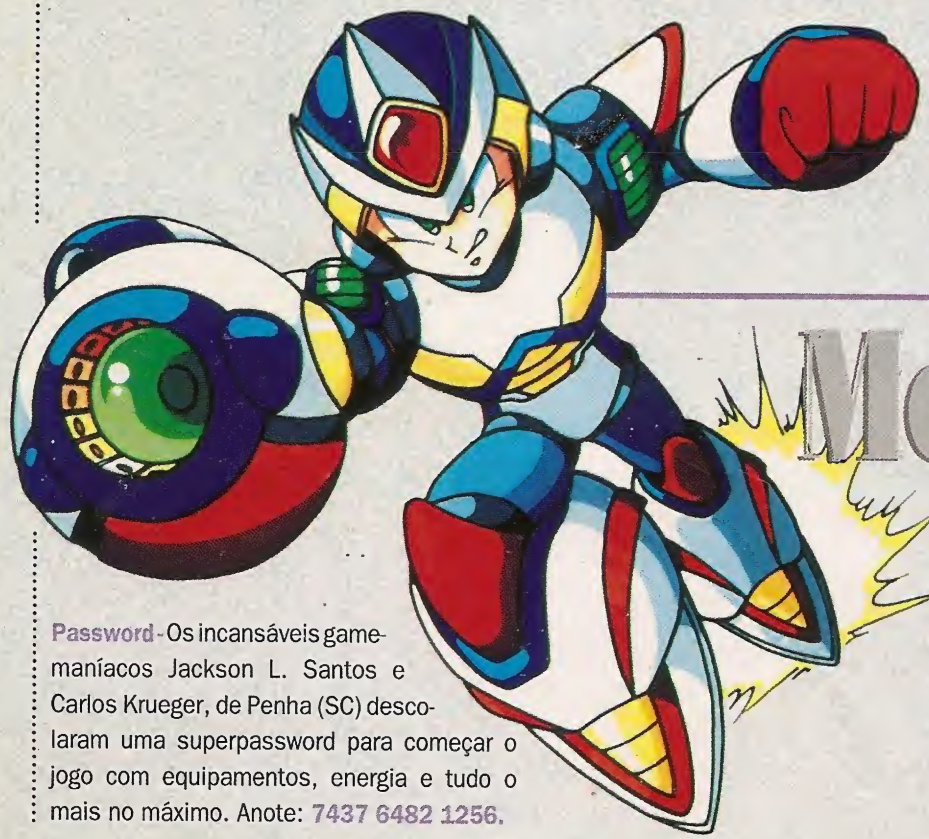 Me
Password-Os incansáveis game-
maníacos Jackson L. Santos e
Carlos Krueger, de Penha (SC) desco-
laram uma superpassword para começar o
jogo com equipamentos, energia e tudo o
mais no máximo. Anote: 7437 6482 1256.